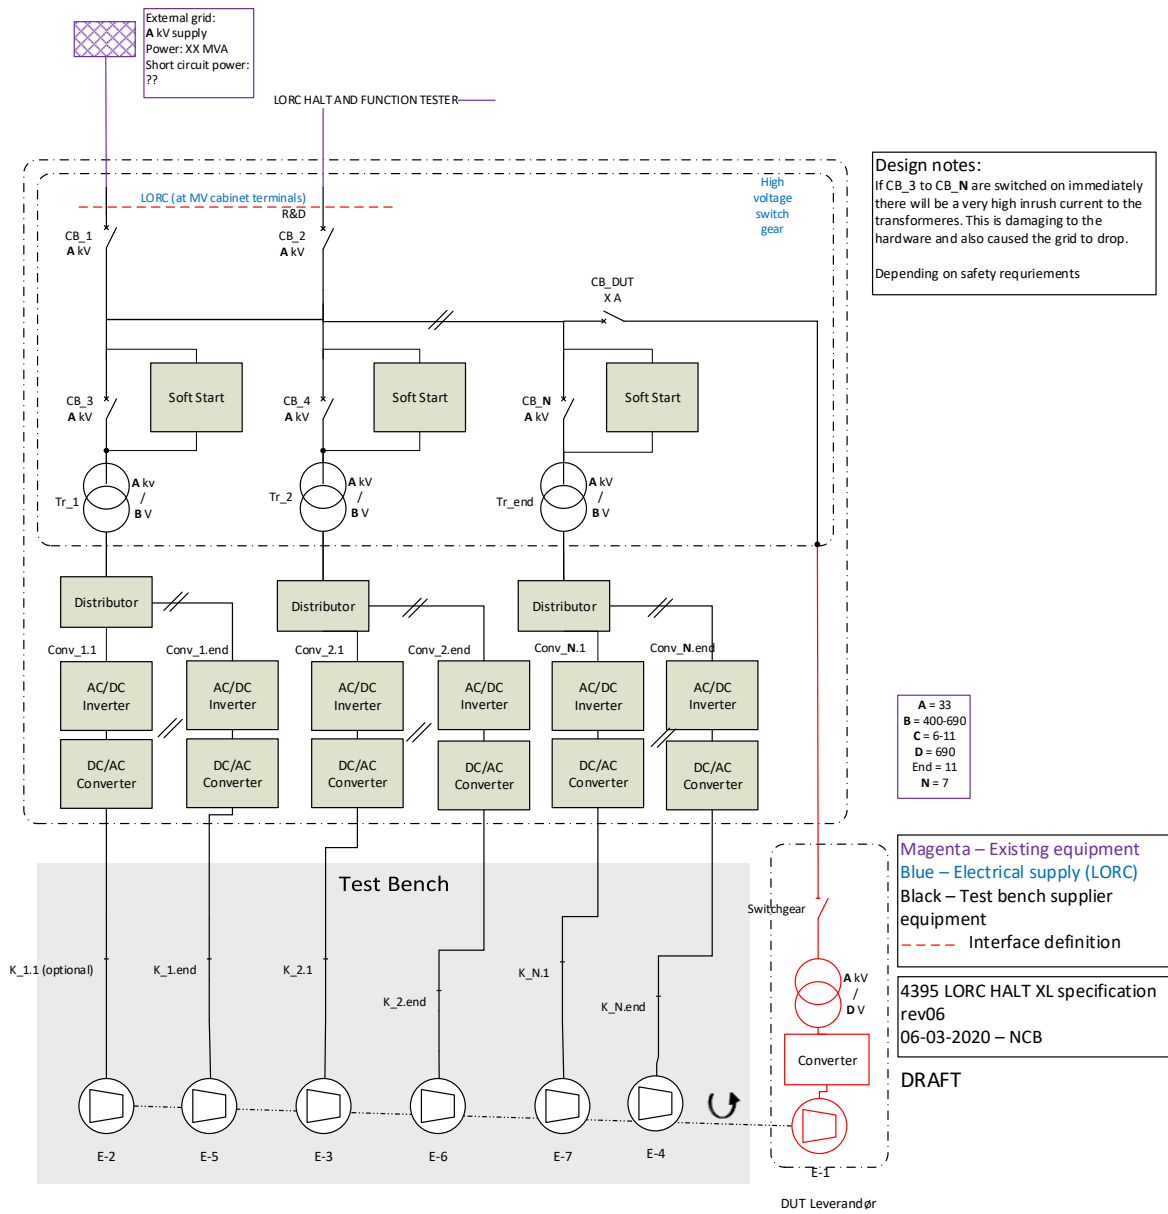 External grid:
A kV supply
Power: XX MVA
Short circuit power:
??
LORC HALT AND FUNCTION TESTER
Design notes:
If CB_3 to CB_N are switched on immediately
there will be a very high inrush current to the
transformeres. This is damaging to the
hardware and also caused the grid to drop.
Depending on safety requriements
High
voltage
switch
gear
LORC (at MV cabinet terminals)
R&D
CB_1
A kV
CB_2
A kV
CB_DUT
X A
CB_3
A kV
Soft Start
CB_4
A kV
Soft Start
CB_N
A kV
Soft Start
Tr_1
A kv
/
B V
Tr_2
A kV
/
B V
Tr_end
A kV
/
B V
Distributor
Distributor
Distributor
Conv_1.1
Conv_1.end
Conv_2.1
Conv_2.end
Conv_N.1
Conv_N.end
AC/DC
Inverter
AC/DC
Inverter
AC/DC
Inverter
AC/DC
Inverter
AC/DC
Inverter
AC/DC
Inverter
DC/AC
Converter
DC/AC
Converter
DC/AC
Converter
DC/AC
Converter
DC/AC
Converter
DC/AC
Converter
A = 33
B = 400-690
C = 6-11
D = 690
End = 11
N = 7
Magenta – Existing equipment
Blue – Electrical supply (LORC)
Black – Test bench supplier
equipment
Interface definition
4395 LORC HALT XL specification
rev06
06-03-2020 – NCB
DRAFT
Test Bench
Switchgear
K_1.1 (optional)
K_1.end
K_2.1
K_2.end
K_N.1
K_N.end
A kV
/
D V
Converter
E-2
E-5
E-3
E-6
E-7
E-4
E-1
DUT Leverandør